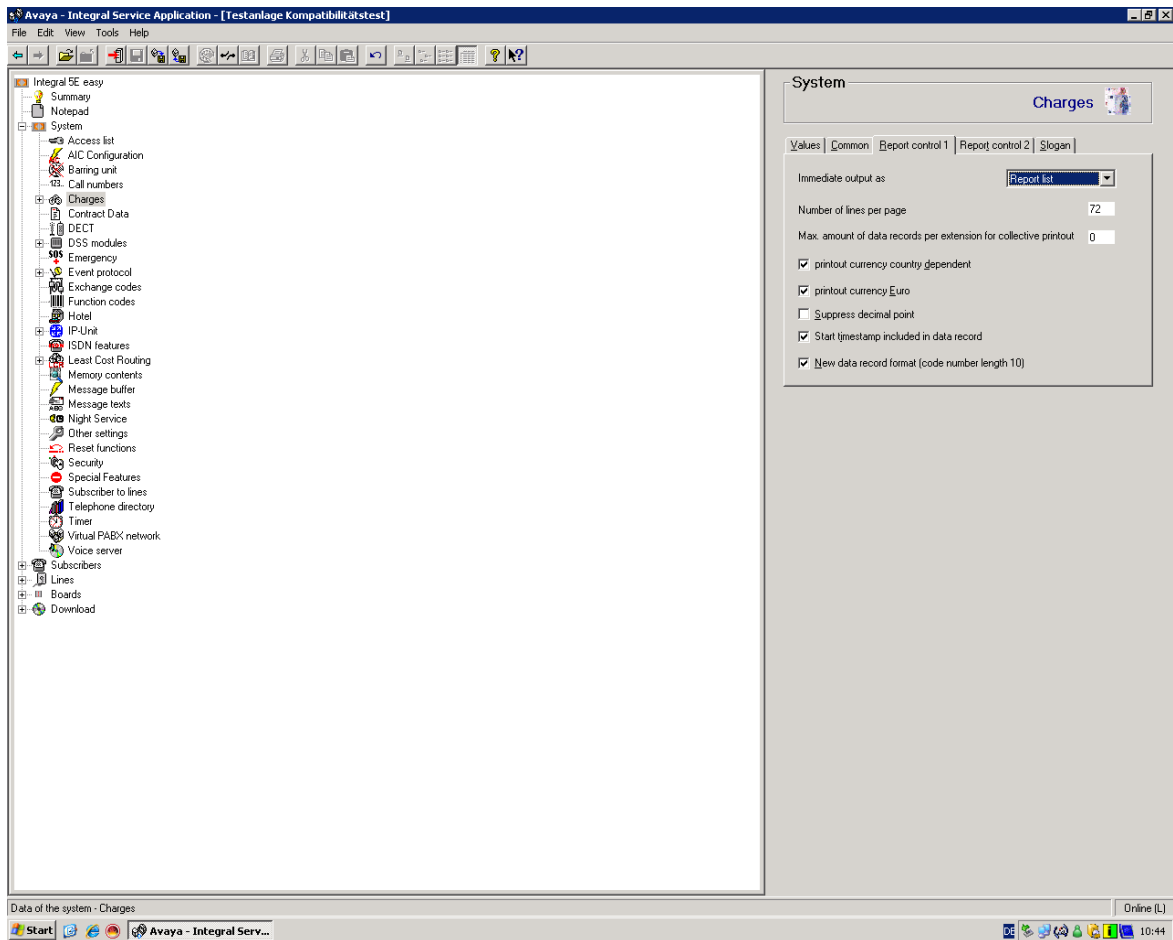 Avaya - Integral Service Application - [Testanlage Kompatibilitätstest]
File Edit View Tools Help
Integral 5E easy
Summary
Notepad
System
Access list
AIC Configuration
Barring unit
Call numbers
Charges
Contract Data
DECT
DSS modules
Emergency
Event protocol
Exchange codes
Function codes
Hotel
IP-Unit
ISDN features
Least Cost Routing
Memory contents
Message buffer
Message texts
Night Service
Other settings
Reset functions
Security
Special Features
Subscriber to lines
Telephone directory
Timer
Virtual PABX network
Voice server
Subscribers
Lines
Boards
Download
System
Charges
Values Common Report control 1 Report control 2 Slogan
Immediate output as Report list
Number of lines per page 72
Max. amount of data records per extension for collective printout 0
printout currency country dependent
printout currency Euro
Suppress decimal point
Start timestamp included in data record
New data record format (code number length 10)
Data of the system - Charges Online (L)
Start Avaya - Integral Serv... DE 10:44